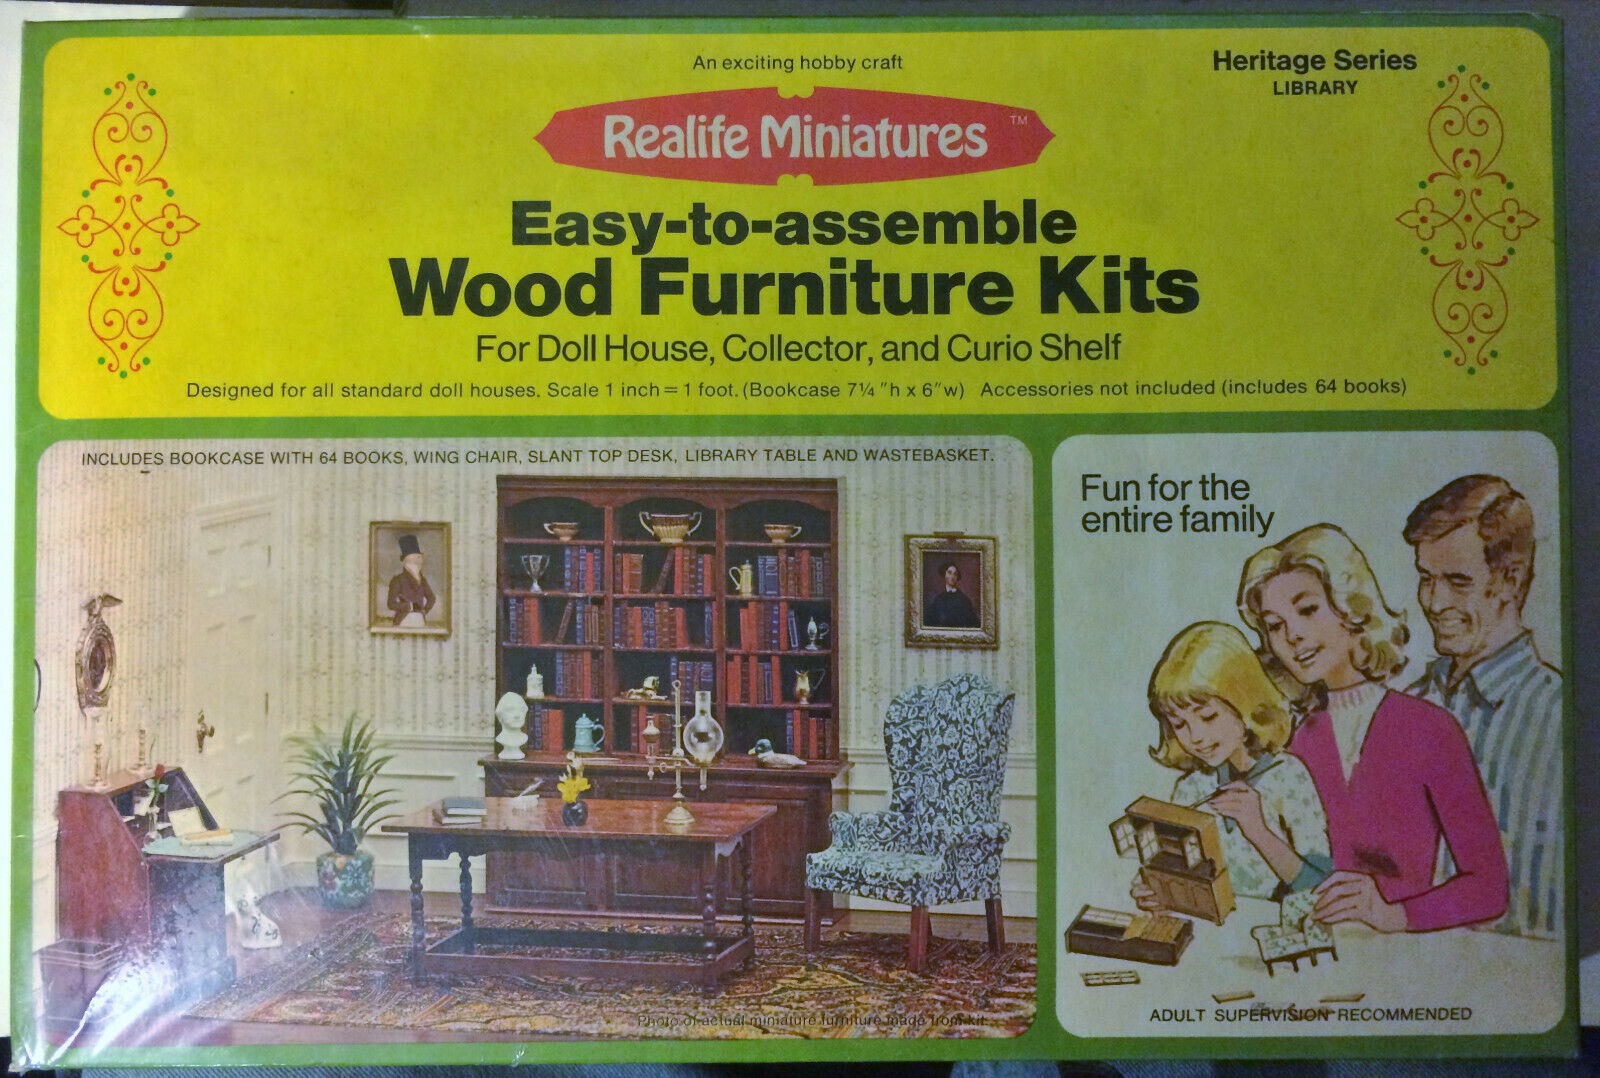 An exciting hobby craft
Heritage Series
LIBRARY
Realife Miniatures™
Easy-to-assemble
Wood Furniture Kits
For Doll House, Collector, and Curio Shelf
Designed for all standard doll houses. Scale 1 inch = 1 foot. (Bookcase 7¼"h x 6"w) Accessories not included (includes 64 books)
INCLUDES BOOKCASE WITH 64 BOOKS, WING CHAIR, SLANT TOP DESK, LIBRARY TABLE AND WASTEBASKET.
Photo of actual miniature furniture made from kit.
Fun for the
entire family
ADULT SUPERVISION RECOMMENDED